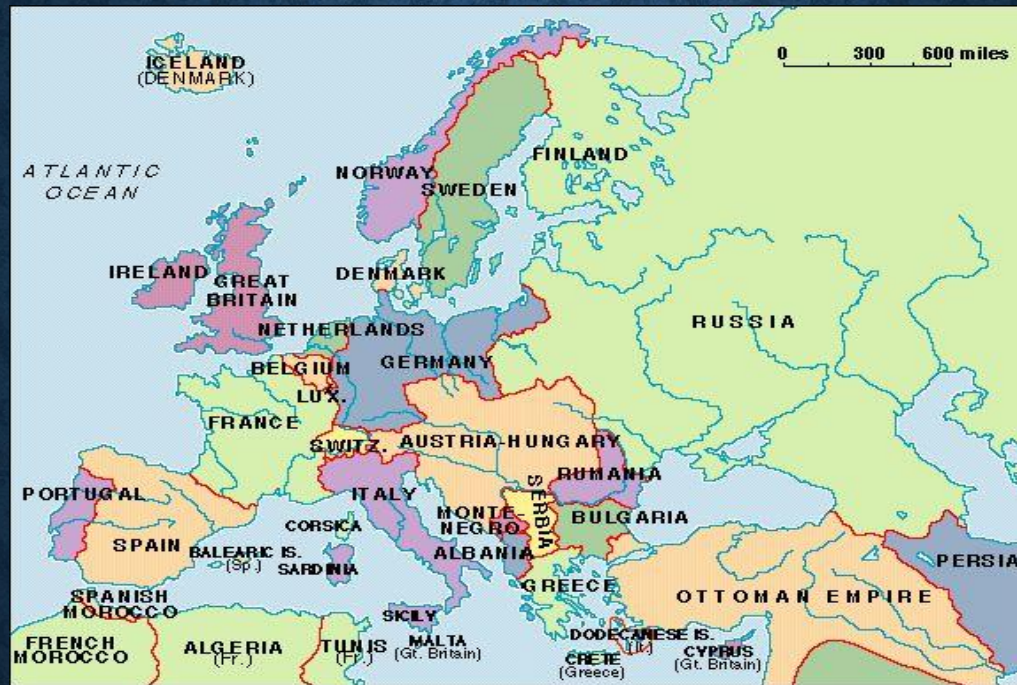 ICELAND
(DENMARK)
0 300 600 miles
ATLANTIC
OCEAN
NORWAY
SWEDEN
FINLAND
IRELAND
GREAT
BRITAIN
DENMARK
RUSSIA
NETHERLANDS
GERMANY
BELGIUM
LUX.
FRANCE
SWITZ.
AUSTRIA-HUNGARY
RUMANIA
PORTUGAL
SPAIN
ITALY
CORSICA
MONTE-
NEGRO
SERBIA
BULGARIA
BALEARIC IS.
(Sp.)
SARDINIA
ALBANIA
GREECE
PERSIA
OTTOMAN EMPIRE
SPANISH
MOROCCO
FRENCH
MOROCCO
ALGERIA
(Fr.)
TUNIS
(Fr.)
SICILY
MALTA
(Gt. Britain)
CRETE
(Greece)
DODECANESE IS.
(It.)
CYPRUS
(Gt. Britain)